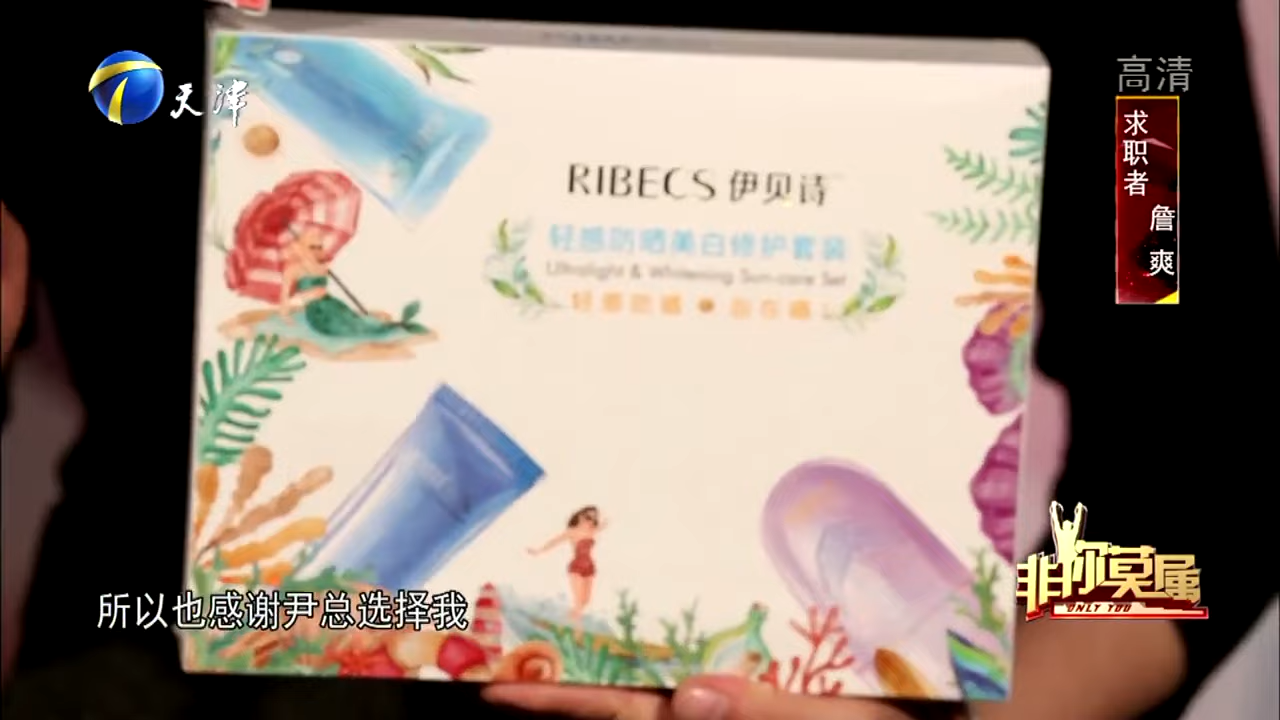 天津
高清
求职者
詹爽
RIBECS 伊贝诗
轻感防晒美白修护套装
Ultralight & Whitening Sun-care Set
非你莫属
ONLY YOU
所以也感谢尹总选择我